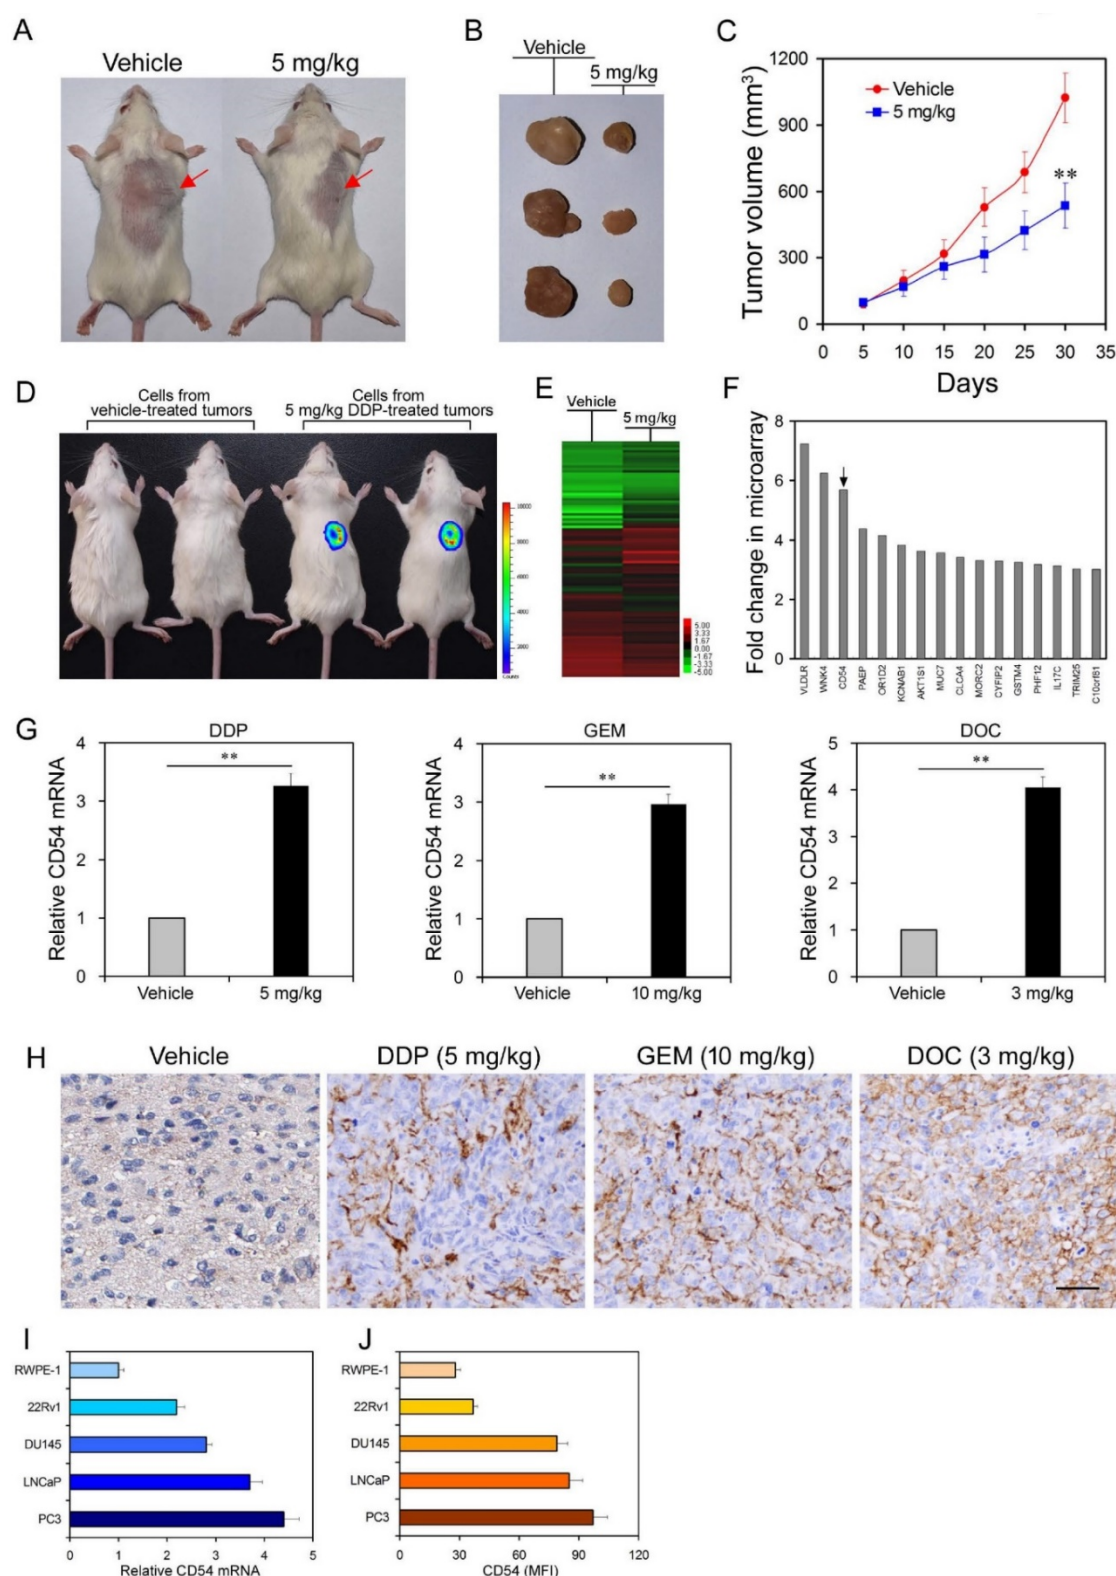 A
Vehicle
5 mg/kg
B
Vehicle
5 mg/kg
C
Tumor volume (mm³)
1200
900
600
300
0
Vehicle
5 mg/kg
**
0 5 10 15 20 25 30 35
Days
D
Cells from
vehicle-treated tumors
Cells from
5 mg/kg DDP-treated tumors
10000
8000
6000
4000
2000
Counts
E
Vehicle
5 mg/kg
5.00
3.33
1.67
0.00
-1.67
-3.33
-5.00
F
Fold change in microarray
8
6
4
2
0
VLDLR
WNK4
CD54
PAEP
OR1D2
KCNAB1
AKT1S1
MUC7
CLCA4
MORC2
CYFIP2
GSTM4
PHF12
IL17C
TRIM25
C10orf81
G
DDP
Relative CD54 mRNA
4
3
2
1
0
**
Vehicle
5 mg/kg
GEM
Relative CD54 mRNA
4
3
2
1
0
**
Vehicle
10 mg/kg
DOC
Relative CD54 mRNA
5
4
3
2
1
0
**
Vehicle
3 mg/kg
H
Vehicle
DDP (5 mg/kg)
GEM (10 mg/kg)
DOC (3 mg/kg)
I
RWPE-1
22Rv1
DU145
LNCaP
PC3
0 1 2 3 4 5
Relative CD54 mRNA
J
RWPE-1
22Rv1
DU145
LNCaP
PC3
0 30 60 90 120
CD54 (MFI)